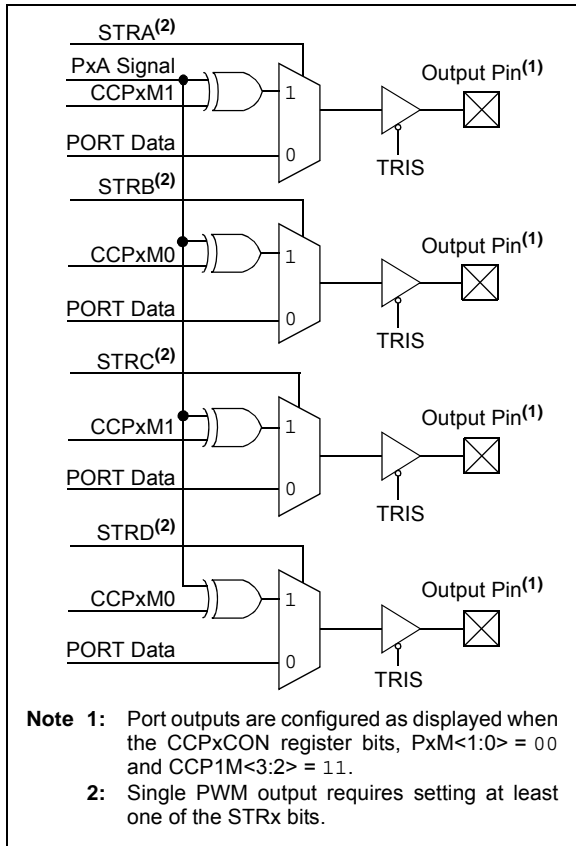 STRA(2)
PxA Signal
CCPxM1
1
PORT Data
0
TRIS
Output Pin(1)
STRB(2)
CCPxM0
1
PORT Data
0
TRIS
Output Pin(1)
STRC(2)
CCPxM1
1
PORT Data
0
TRIS
Output Pin(1)
STRD(2)
CCPxM0
1
PORT Data
0
TRIS
Output Pin(1)
Note 1: Port outputs are configured as displayed when
the CCPxCON register bits, PxM<1:0> = 00
and CCP1M<3:2> = 11.
2: Single PWM output requires setting at least
one of the STRx bits.